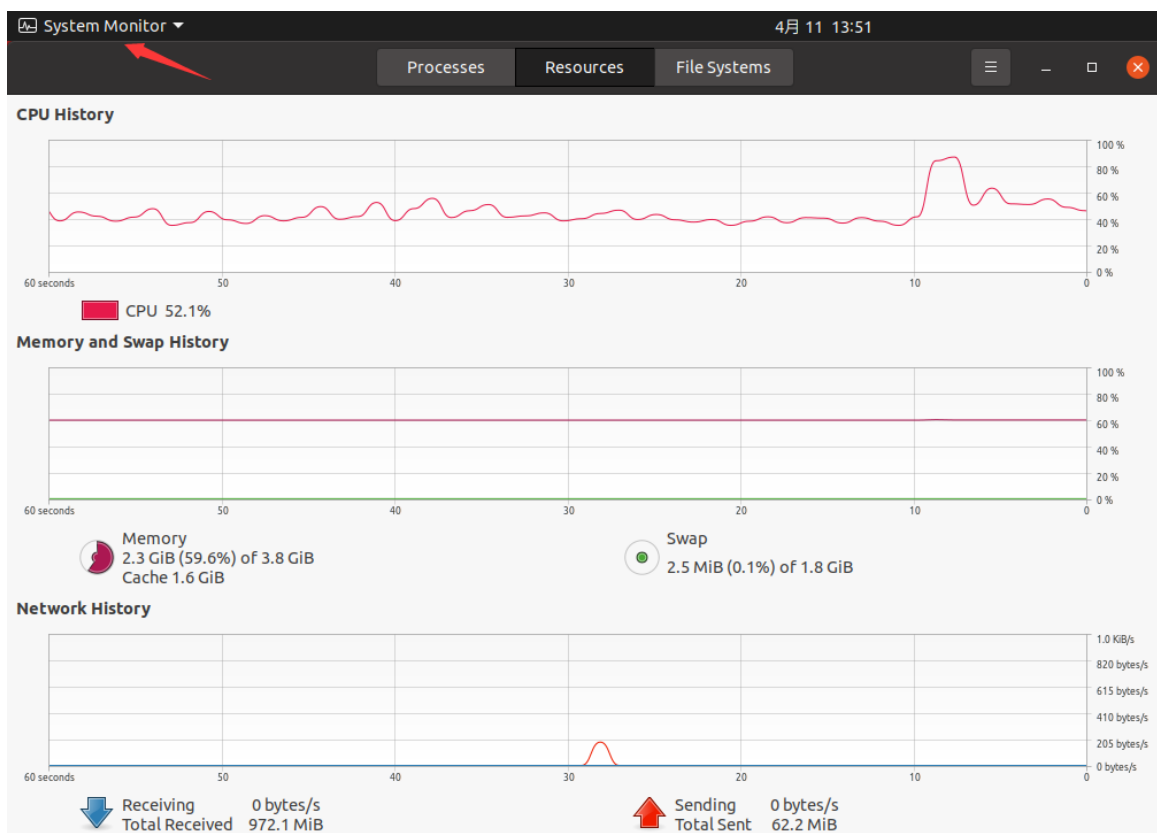 System Monitor
4月 11 13:51
Processes
Resources
File Systems
CPU History
100 %
80 %
60 %
40 %
20 %
0 %
60 seconds
50
40
30
20
10
0
CPU 52.1%
Memory and Swap History
100 %
80 %
60 %
40 %
20 %
0 %
60 seconds
50
40
30
20
10
0
Memory
2.3 GiB (59.6%) of 3.8 GiB
Cache 1.6 GiB
Swap
2.5 MiB (0.1%) of 1.8 GiB
Network History
1.0 KiB/s
820 bytes/s
615 bytes/s
410 bytes/s
205 bytes/s
0 bytes/s
60 seconds
50
40
30
20
10
0
Receiving 0 bytes/s
Total Received 972.1 MiB
Sending 0 bytes/s
Total Sent 62.2 MiB